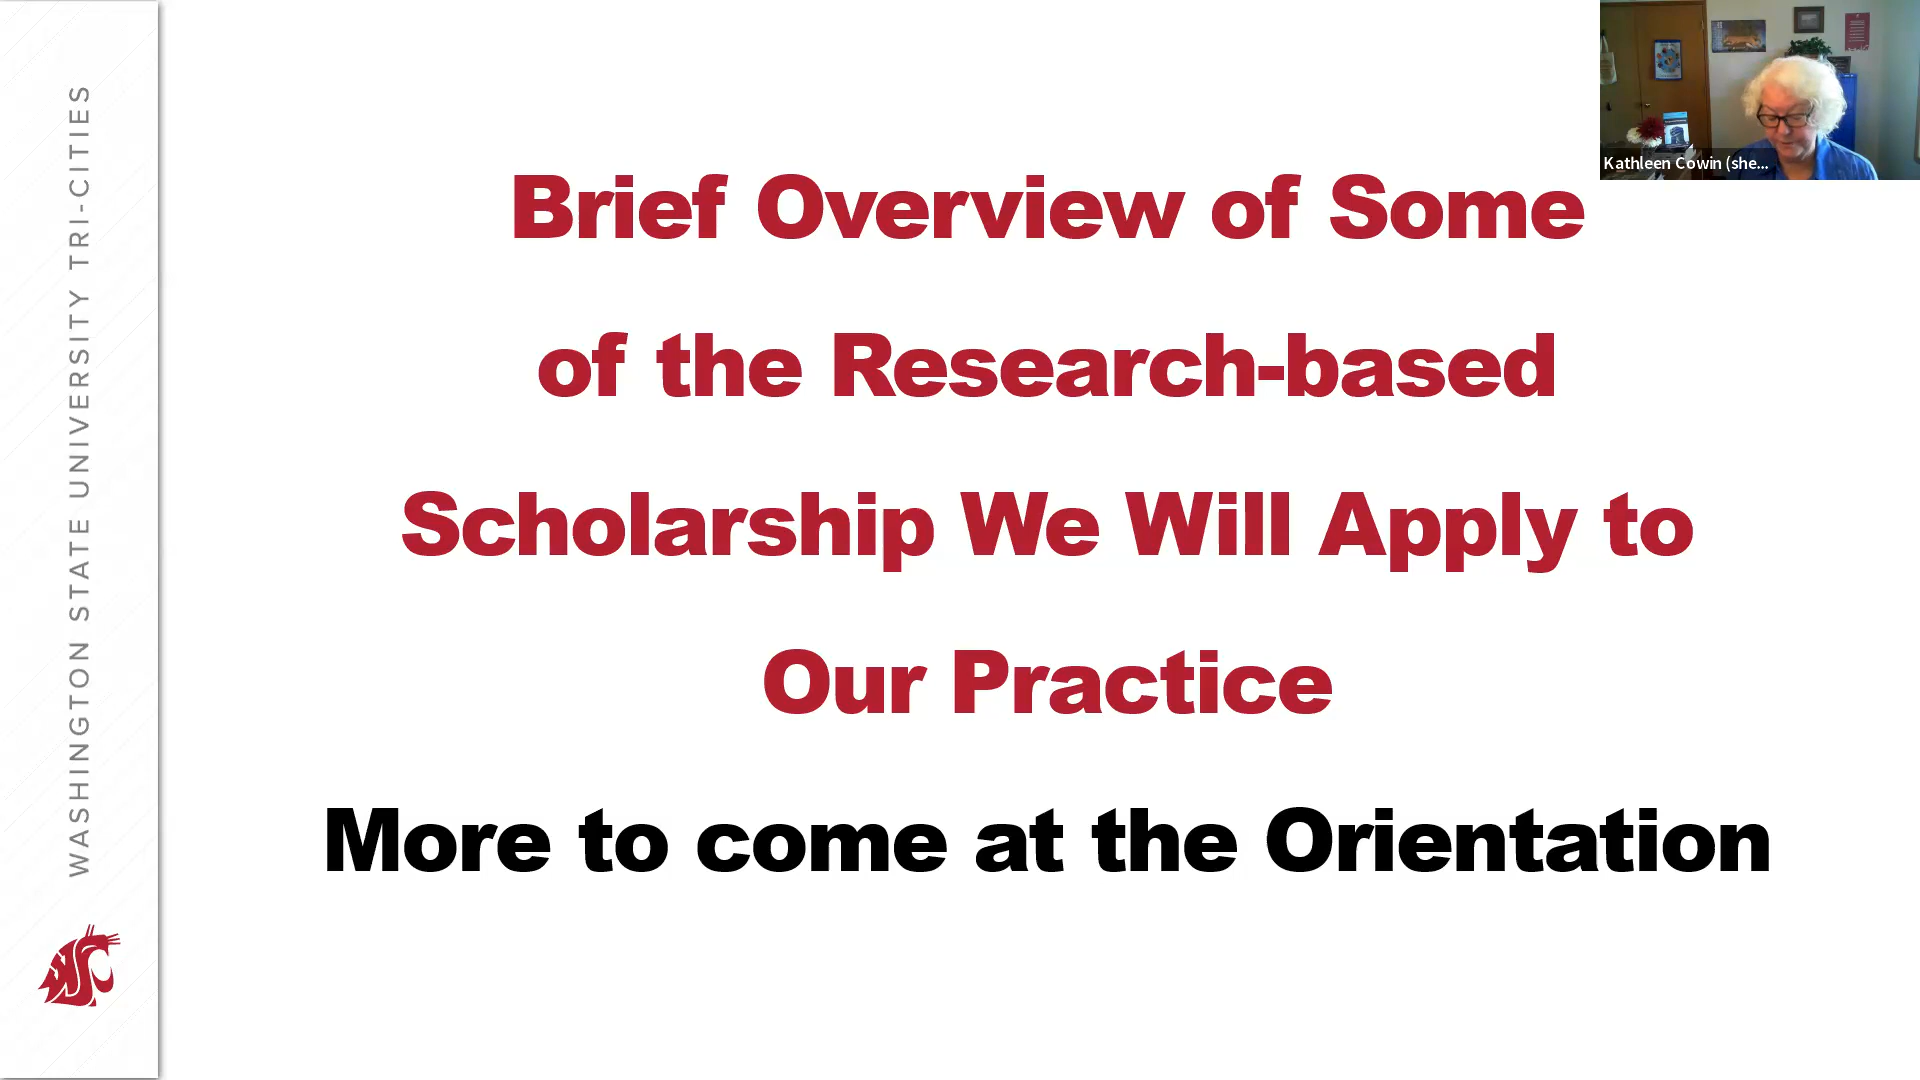 WASHINGTON STATE UNIVERSITY TRI-CITIES
Brief Overview of Some
of the Research-based
Scholarship We Will Apply to
Our Practice
More to come at the Orientation
Kathleen Cowin (she...